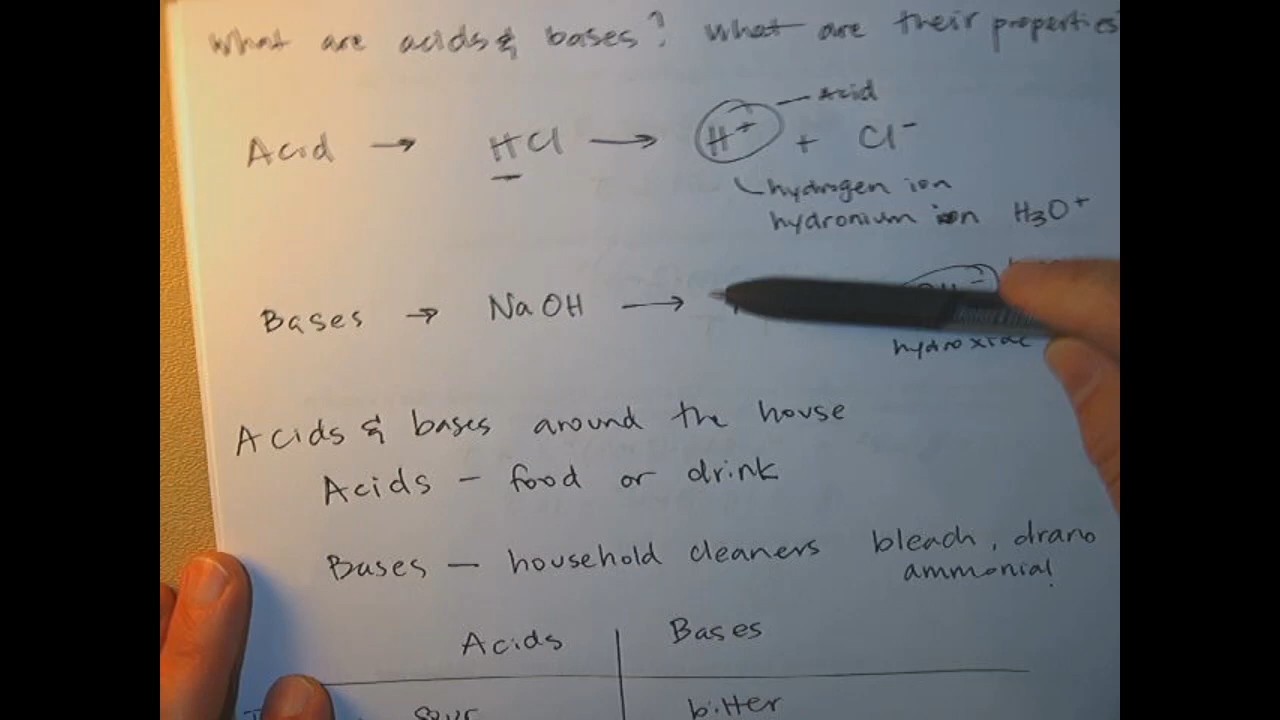 What are acids & bases? What are their properties
Acid → HCl → H+ + Cl- — Acid
hydrogen ion
hydronium ion H3O+
Bases → NaOH →
hydroxide
Acids & bases around the house
Acids – food or drink
Bases — household cleaners bleach, drano
ammonia!
Acids Bases
sour bitter